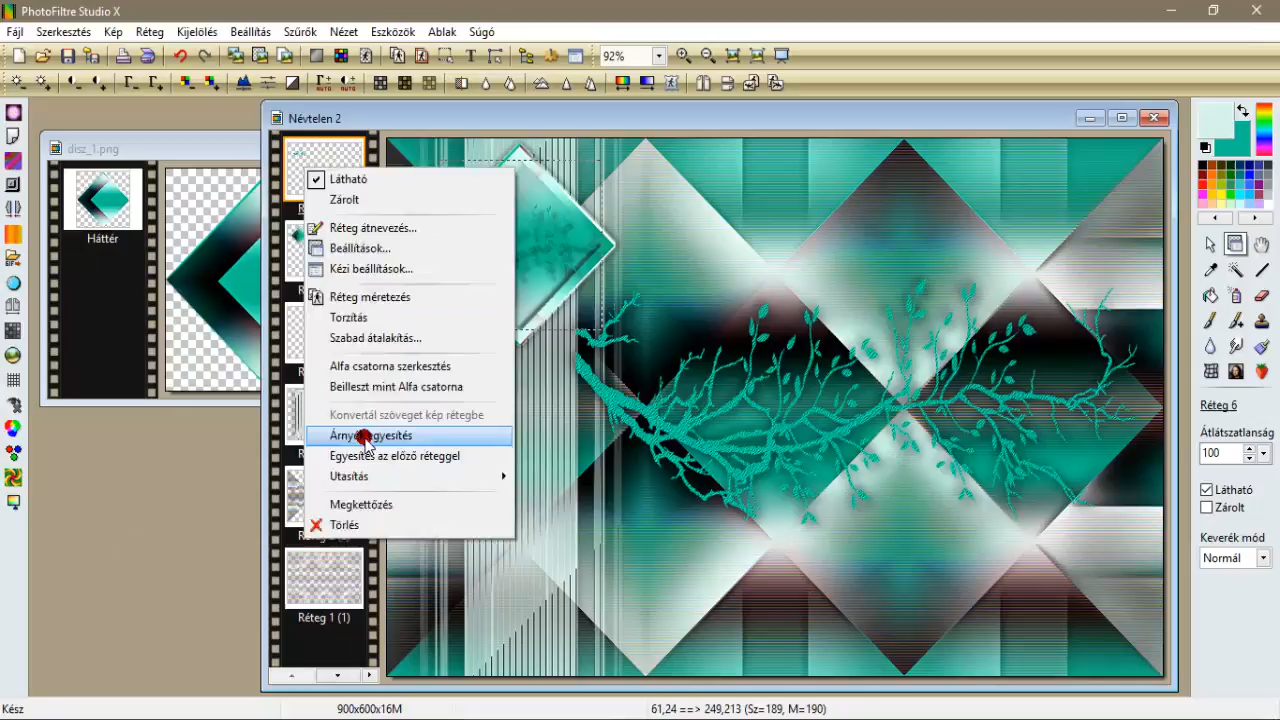 PhotoFiltre Studio X
Fájl Szerkesztés Kép Réteg Kijelölés Beállítás Szűrők Nézet Eszközök Ablak Súgó
92%
AUTO AUTO
disz_1.png
Háttér
Névtelen 2
Látható
Zárolt
Réteg átnevezés...
Beállítások...
Kézi beállítások...
Réteg méretezés
Torzítás
Szabad átalakítás...
Alfa csatorna szerkesztés
Beilleszt mint Alfa csatorna
Konvertál szöveget kép rétegbe
Egyesítés az előző réteggel
Utasítás
Megkettőzés
Törlés
Réteg 1 (1)
Réteg 6
Átlátszatlanság
100
Látható
Zárolt
Keverék mód
Normál
Kész
900x600x16M
61,24 ==> 249,213 (Sz=189, M=190)